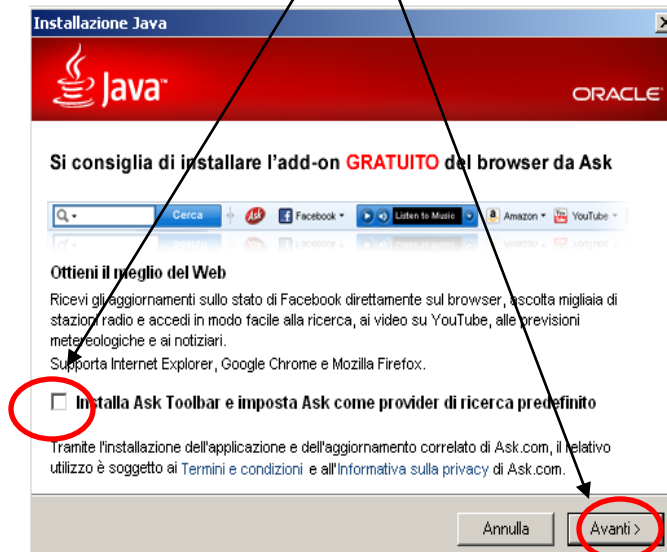 Installazione Java
Java™
ORACLE
Si consiglia di installare l'add-on GRATUITO del browser da Ask
Cerca
Ask
Facebook
Listen to Music
Amazon
YouTube
Ottieni il meglio del Web
Ricevi gli aggiornamenti sullo stato di Facebook direttamente sul browser, ascolta migliaia di
stazioni radio e accedi in modo facile alla ricerca, ai video su YouTube, alle previsioni
metereologiche e ai notiziari.
Supporta Internet Explorer, Google Chrome e Mozilla Firefox.
Installa Ask Toolbar e imposta Ask come provider di ricerca predefinito
Tramite l'installazione dell'applicazione e dell'aggiornamento correlato di Ask.com, il relativo
utilizzo è soggetto ai Termini e condizioni e all'Informativa sulla privacy di Ask.com.
Annulla
Avanti >